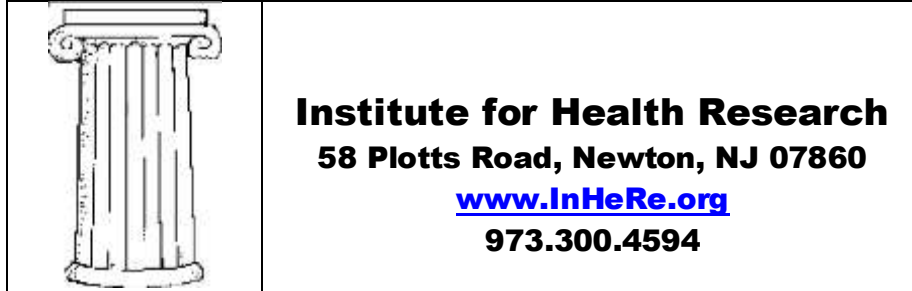 Institute for Health Research
58 Plotts Road, Newton, NJ 07860
www.InHeRe.org
973.300.4594